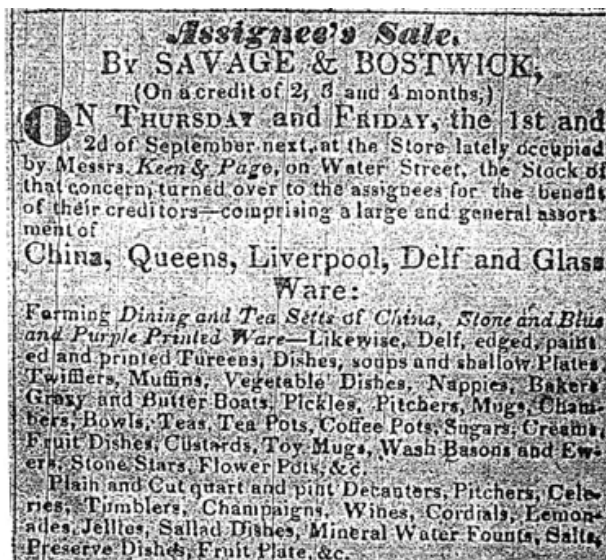 Assignee's Sale.
By SAVAGE & BOSTWICK,
(On a credit of 2, 3 and 4 months,)
ON THURSDAY and FRIDAY, the 1st and
2d of September next, at the Store lately occupied
by Messrs. Keen & Page, on Water Street, the Stock of
that concern, turned over to the assignees for the benefit
of their creditors—comprising a large and general assort
ment of
China, Queens, Liverpool, Delf and Glass
Ware:
Forming Dining and Tea Setts of China, Stone and Blue
and Purple Printed Ware—Likewise, Delf, edged, paint
ed and printed Tureens, Dishes, soups and shallow Plates,
Twifflers, Muffins, Vegetable Dishes, Nappies, Bakers
Gravy and Butter Boats, Pickles, Pitchers, Mugs, Cham-
bers, Bowls, Teas, Tea Pots, Coffee Pots, Sugars, Creams,
Fruit Dishes, Custards, Toy Mugs, Wash Basons and Ew-
ers, Stone Stars, Flower Pots, &c.
Plain and Cut quart and pint Decanters, Pitchers, Cele-
ries, Tumblers, Champaigns, Wines, Cordials, Lemon-
ades, Jellies, Sallad Dishes, Mineral Water Founts, Salts,
Preserve Dishes, Fruit Plate, &c.